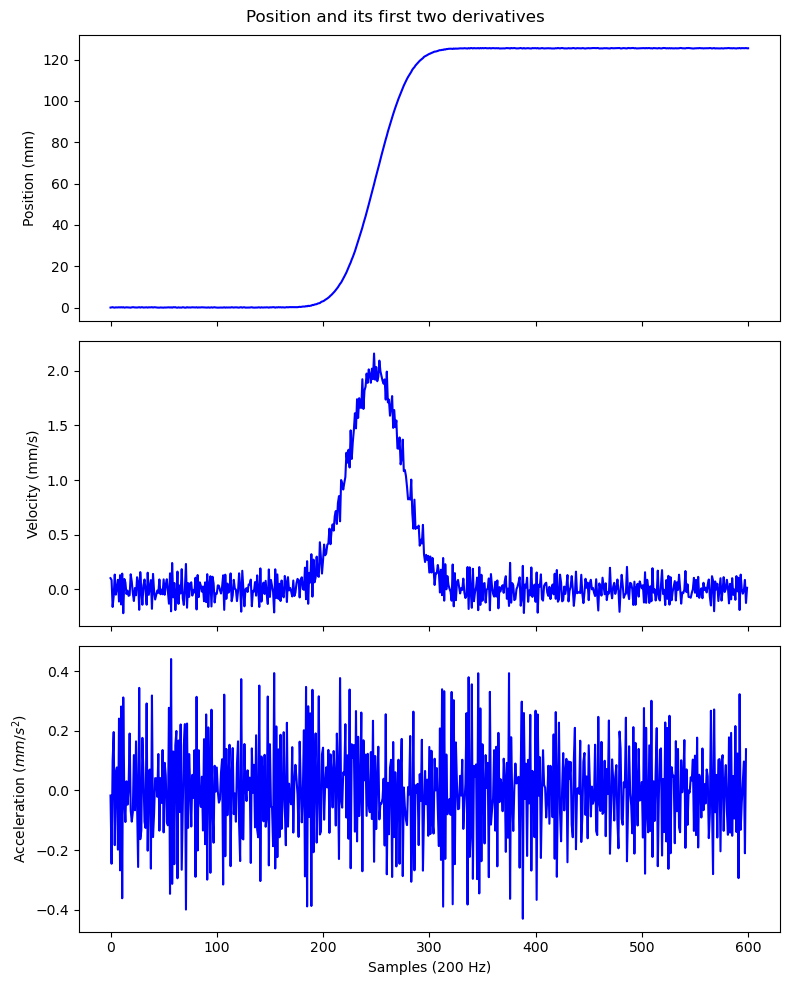 Position and its first two derivatives
120
100
80
60
40
20
0
Position (mm)
2.0
1.5
1.0
0.5
0.0
Velocity (mm/s)
0.4
0.2
0.0
−0.2
−0.4
Acceleration (mm/s²)
0 100 200 300 400 500 600
Samples (200 Hz)